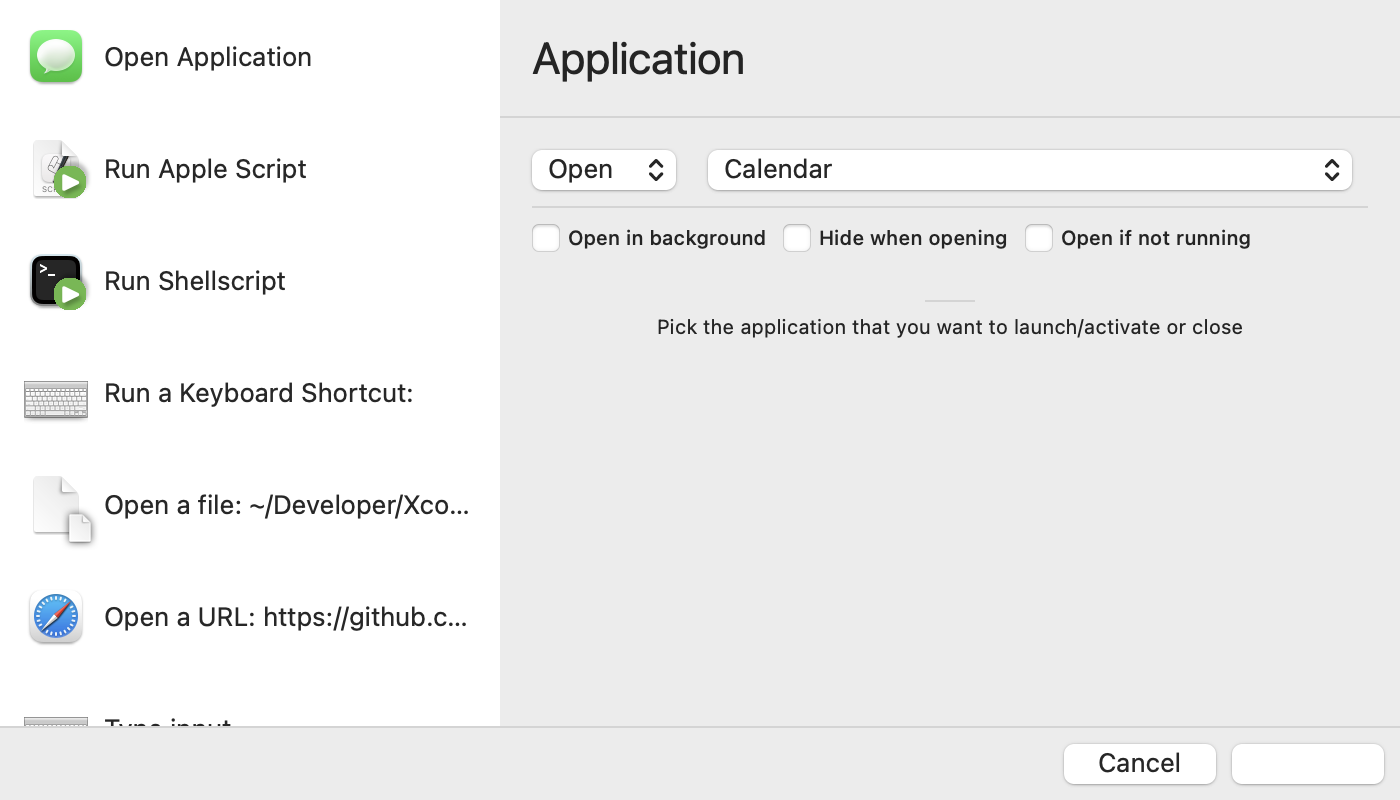 Open Application
Run Apple Script
Run Shellscript
Run a Keyboard Shortcut:
Open a file: ~/Developer/Xco...
Open a URL: https://github.c...
Type input
Application
Open
Calendar
Open in background
Hide when opening
Open if not running
Pick the application that you want to launch/activate or close
Cancel